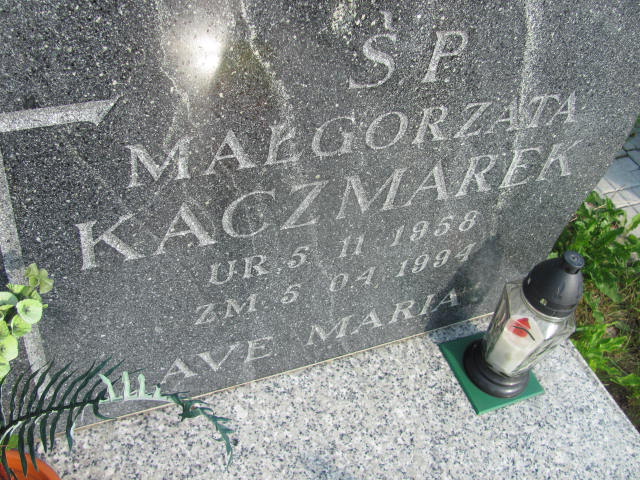 ŚP
MAŁGORZATA
KACZMAREK
UR. 5 11 1958
ZM 5 04 1994
AVE MARIA